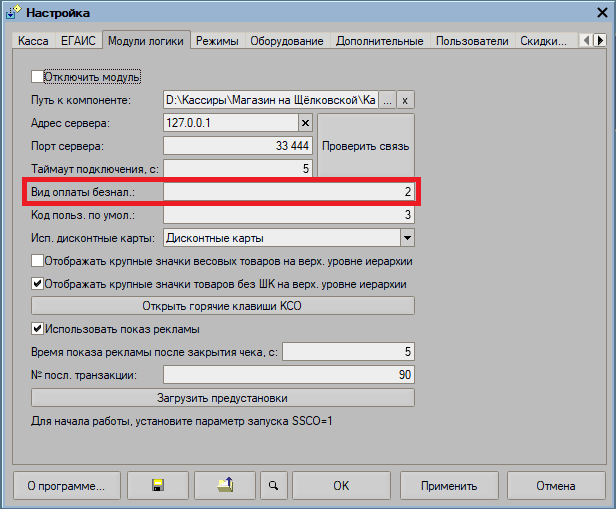 Настройка
Касса ЕГАИС Модули логики Режимы Оборудование Дополнительные Пользователи Скидки...
Отключить модуль
Путь к компоненте: D:\Кассиры\Магазин на Щёлковской\Ка ... x
Адрес сервера: 127.0.0.1 x
Порт сервера: 33 444 Проверить связь
Таймаут подключения, с: 5
Вид оплаты безнал.: 2
Код польз. по умол.: 3
Исп. дисконтные карты: Дисконтные карты
Отображать крупные значки весовых товаров на верх. уровне иерархии
Отображать крупные значки товаров без ШК на верх. уровне иерархии
Открыть горячие клавиши КСО
Использовать показ рекламы
Время показа рекламы после закрытия чека, с: 5
№ посл. транзакции: 90
Загрузить предустановки
Для начала работы, установите параметр запуска SSCO=1
О программе... OK Применить Отмена